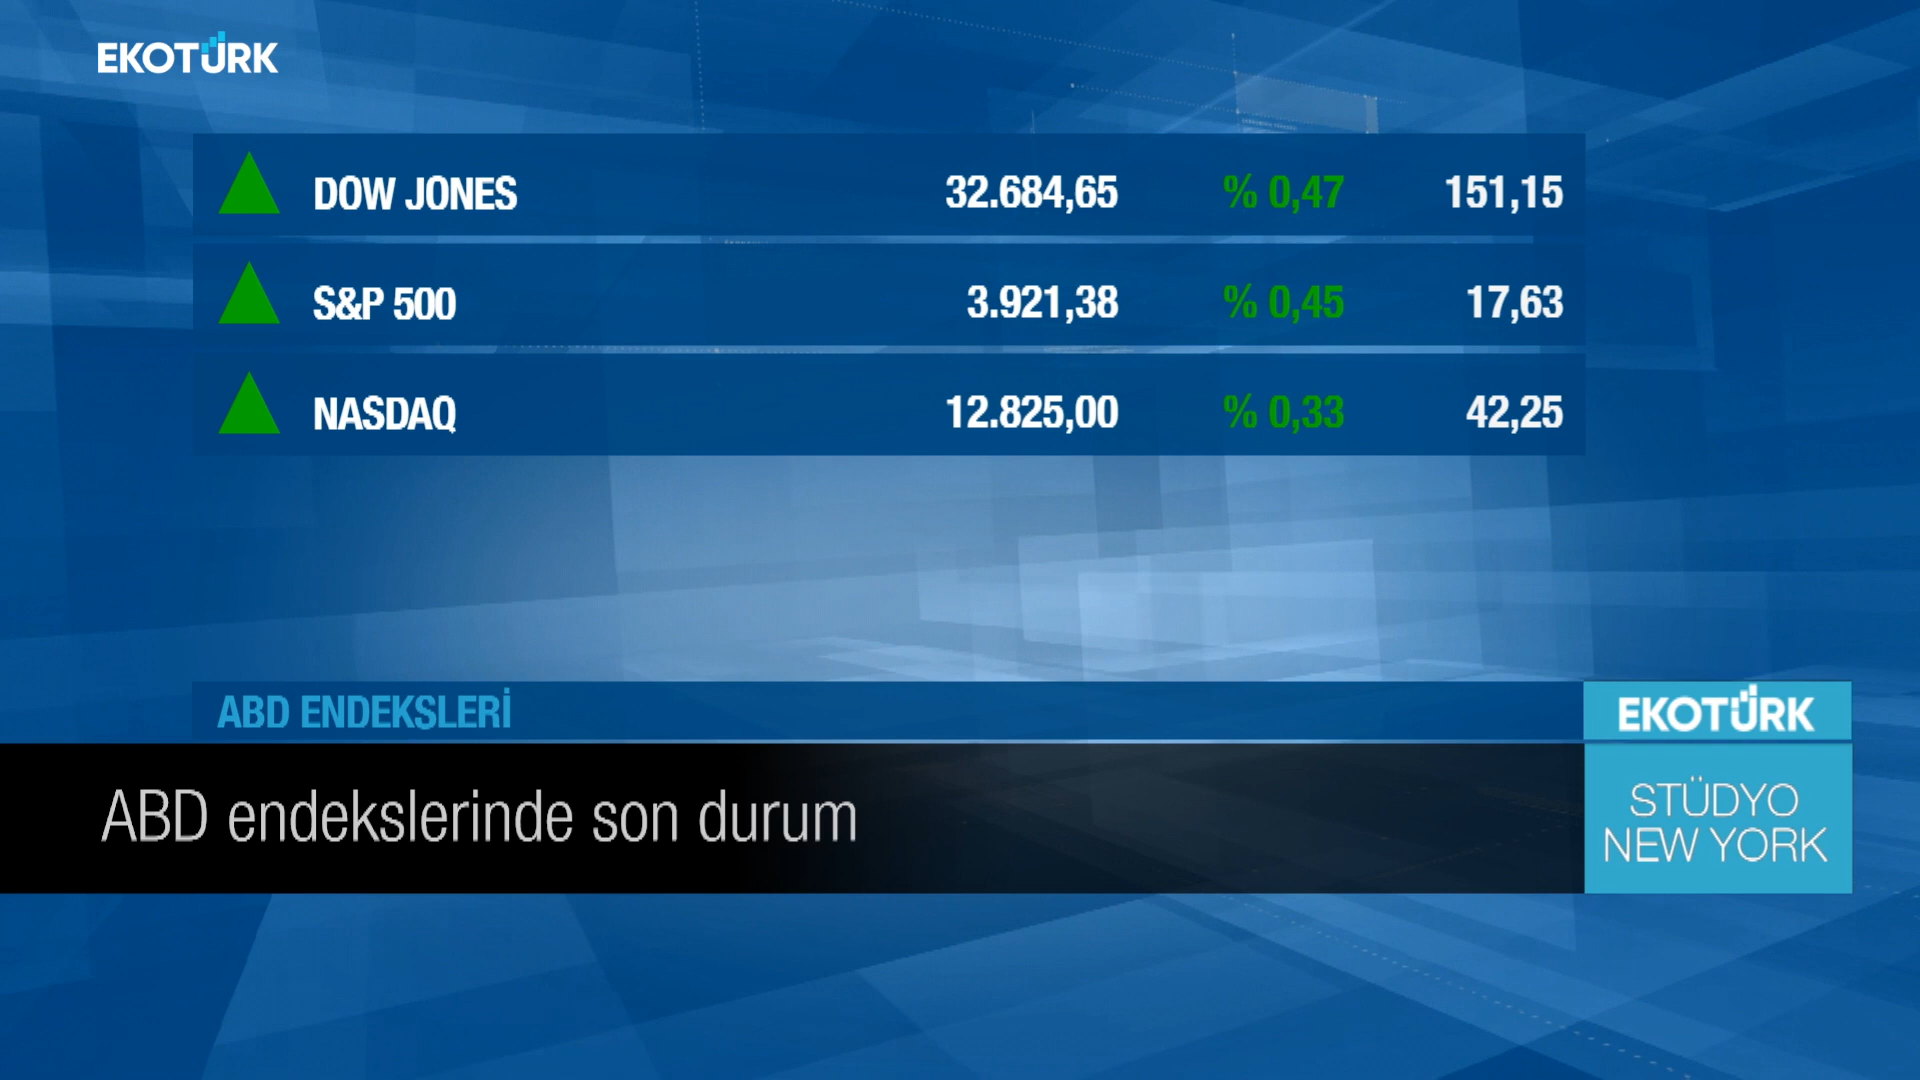 EKOTÜRK
DOW JONES 32.684,65 % 0,47 151,15
S&P 500 3.921,38 % 0,45 17,63
NASDAQ 12.825,00 % 0,33 42,25
ABD ENDEKSLERİ
EKOTÜRK
ABD endekslerinde son durum
STÜDYO
NEW YORK